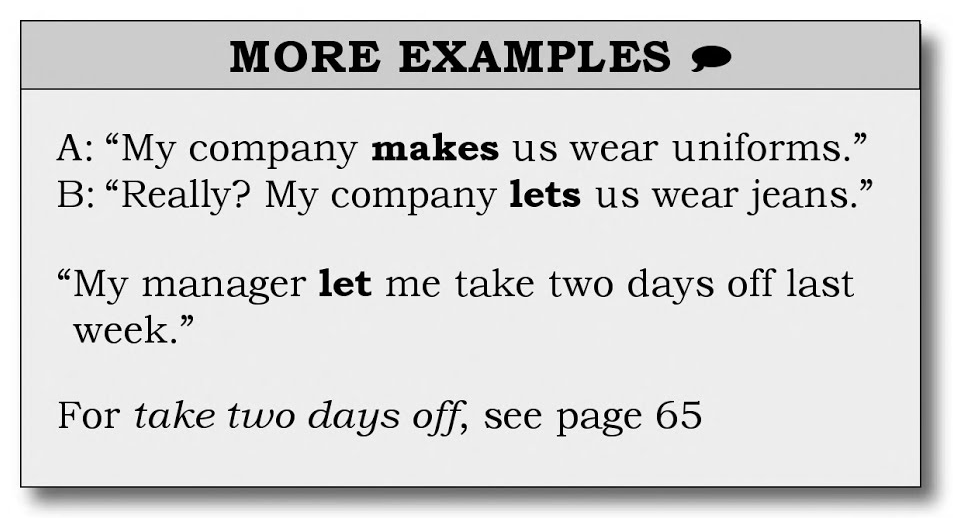 MORE EXAMPLES
A: “My company makes us wear uniforms.”
B: “Really? My company lets us wear jeans.”
“My manager let me take two days off last
week.”
For take two days off, see page 65